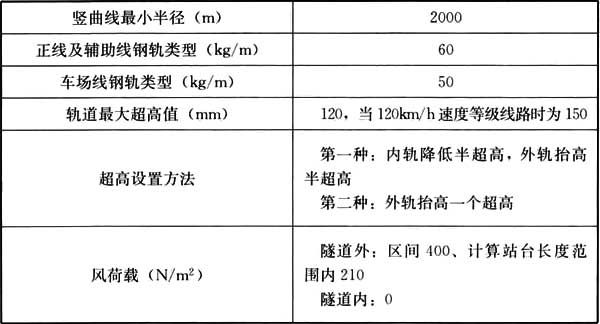 竖曲线最小半径(m) 2000
正线及辅助线钢轨类型(kg/m) 60
车场线钢轨类型(kg/m) 50
轨道最大超高值(mm) 120,当120km/h速度等级线路时为150
超高设置方法
第一种:内轨降低半超高,外轨抬高
半超高
第二种:外轨抬高一个超高
风荷载(N/m²)
隧道外:区间 400、计算站台长度范
围内210
隧道内:0